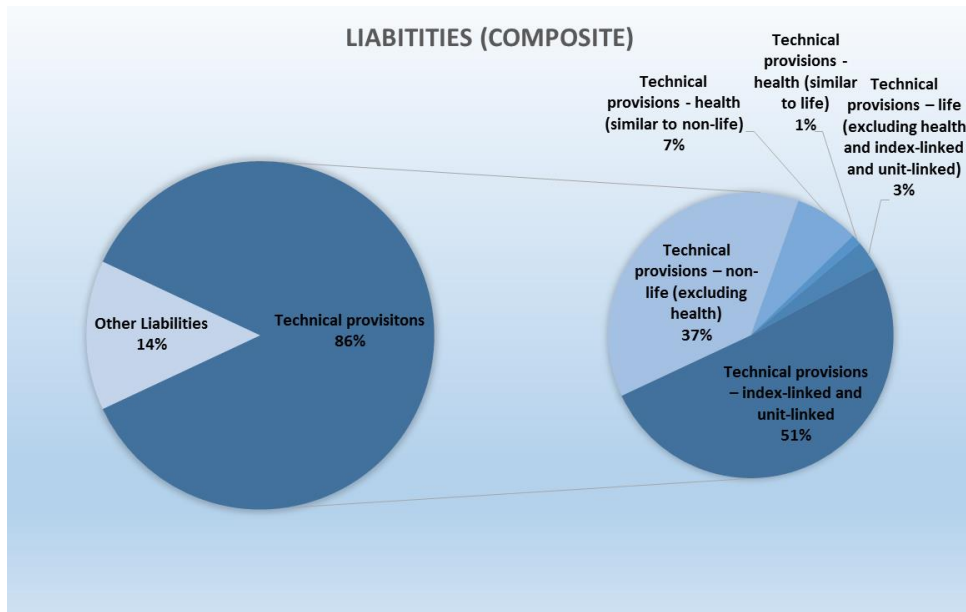 LIABITITIES (COMPOSITE)
Technical
provisions -
health (similar
to life)
1%
Technical
provisions - health
(similar to non-life)
7%
Technical
provisions – life
(excluding health
and index-linked
and unit-linked)
3%
Other Liabilities
14%
Technical provisitons
86%
Technical
provisions – non-
life (excluding
health)
37%
Technical provisions
– index-linked and
unit-linked
51%